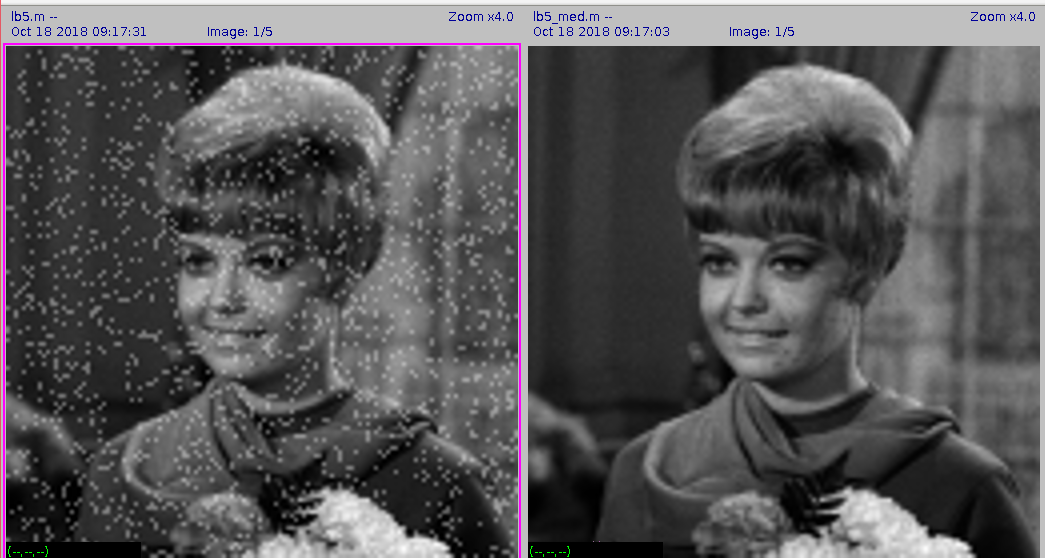 lb5.m --
Zoom x4.0
Oct 18 2018 09:17:31
Image: 1/5
lb5_med.m --
Zoom x4.0
Oct 18 2018 09:17:03
Image: 1/5
(--,--,--)
(--,--,--)